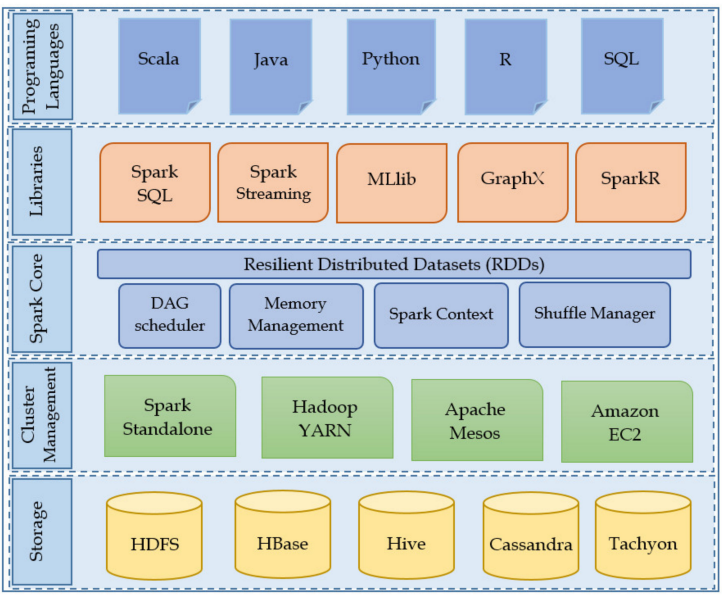 Programing
Languages
Scala
Java
Python
R
SQL
Libraries
Spark
SQL
Spark
Streaming
MLlib
GraphX
SparkR
Spark Core
Resilient Distributed Datasets (RDDs)
DAG
scheduler
Memory
Management
Spark Context
Shuffle Manager
Cluster
Management
Spark
Standalone
Hadoop
YARN
Apache
Mesos
Amazon
EC2
Storage
HDFS
HBase
Hive
Cassandra
Tachyon